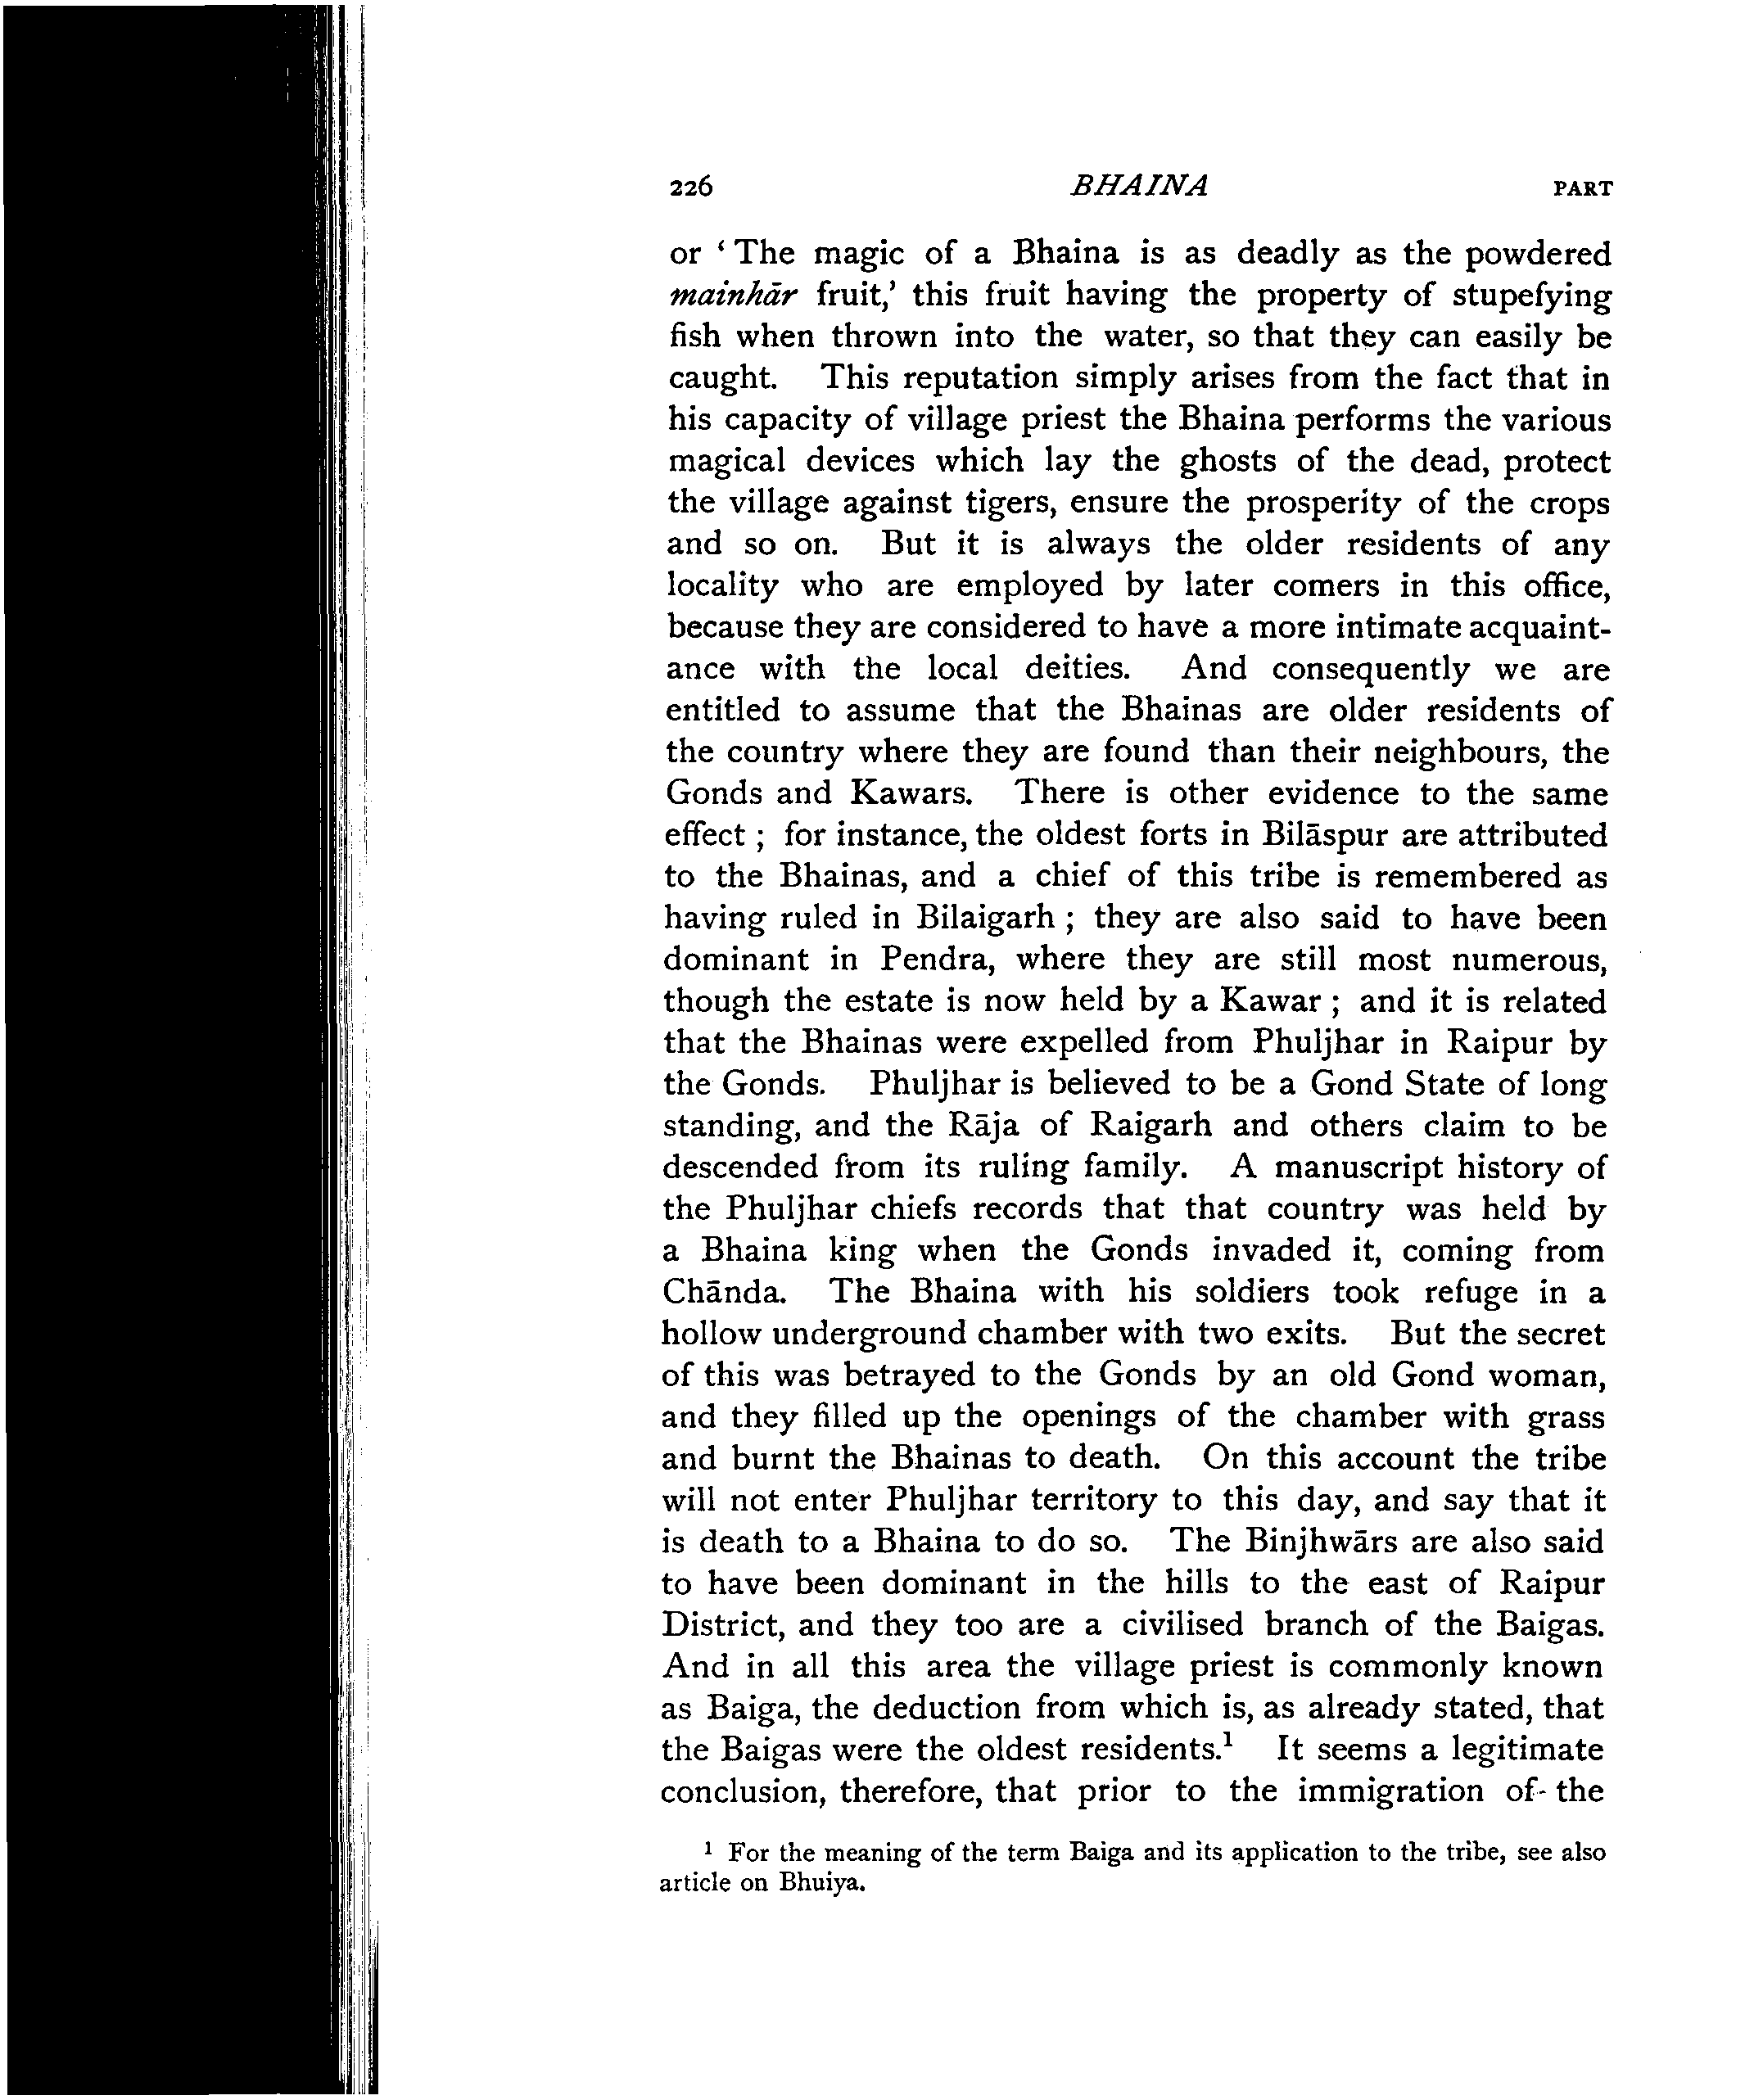 226 BHAINA PART
or ‘The magic of a Bhaina is as deadly as the powdered
mainhār fruit,’ this fruit having the property of stupefying
fish when thrown into the water, so that they can easily be
caught. This reputation simply arises from the fact that in
his capacity of village priest the Bhaina performs the various
magical devices which lay the ghosts of the dead, protect
the village against tigers, ensure the prosperity of the crops
and so on. But it is always the older residents of any
locality who are employed by later comers in this office,
because they are considered to have a more intimate acquaint-
ance with the local deities. And consequently we are
entitled to assume that the Bhainas are older residents of
the country where they are found than their neighbours, the
Gonds and Kawars. There is other evidence to the same
effect ; for instance, the oldest forts in Bilāspur are attributed
to the Bhainas, and a chief of this tribe is remembered as
having ruled in Bilaigarh ; they are also said to have been
dominant in Pendra, where they are still most numerous,
though the estate is now held by a Kawar ; and it is related
that the Bhainas were expelled from Phuljhar in Raipur by
the Gonds. Phuljhar is believed to be a Gond State of long
standing, and the Rāja of Raigarh and others claim to be
descended from its ruling family. A manuscript history of
the Phuljhar chiefs records that that country was held by
a Bhaina king when the Gonds invaded it, coming from
Chānda. The Bhaina with his soldiers took refuge in a
hollow underground chamber with two exits. But the secret
of this was betrayed to the Gonds by an old Gond woman,
and they filled up the openings of the chamber with grass
and burnt the Bhainas to death. On this account the tribe
will not enter Phuljhar territory to this day, and say that it
is death to a Bhaina to do so. The Binjhwārs are also said
to have been dominant in the hills to the east of Raipur
District, and they too are a civilised branch of the Baigas.
And in all this area the village priest is commonly known
as Baiga, the deduction from which is, as already stated, that
the Baigas were the oldest residents.¹ It seems a legitimate
conclusion, therefore, that prior to the immigration of the
¹ For the meaning of the term Baiga and its application to the tribe, see also
article on Bhuiya.